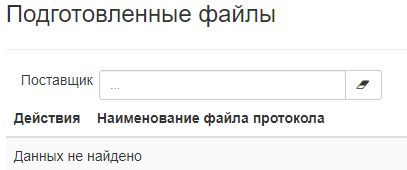 Подготовленные файлы
Поставщик ...
Действия Наименование файла протокола
Данных не найдено